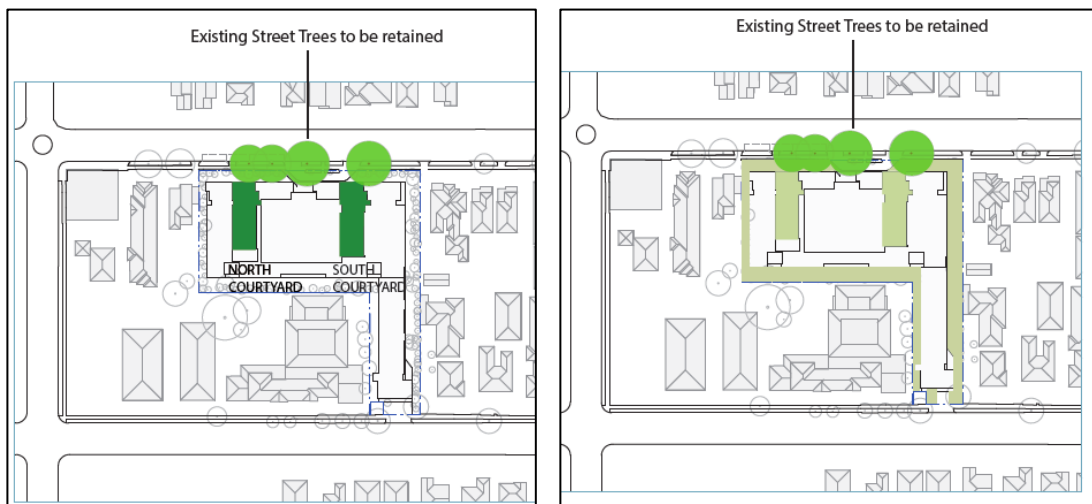 Existing Street Trees to be retained
NORTH
COURTYARD
SOUTH
COURTYARD
Existing Street Trees to be retained